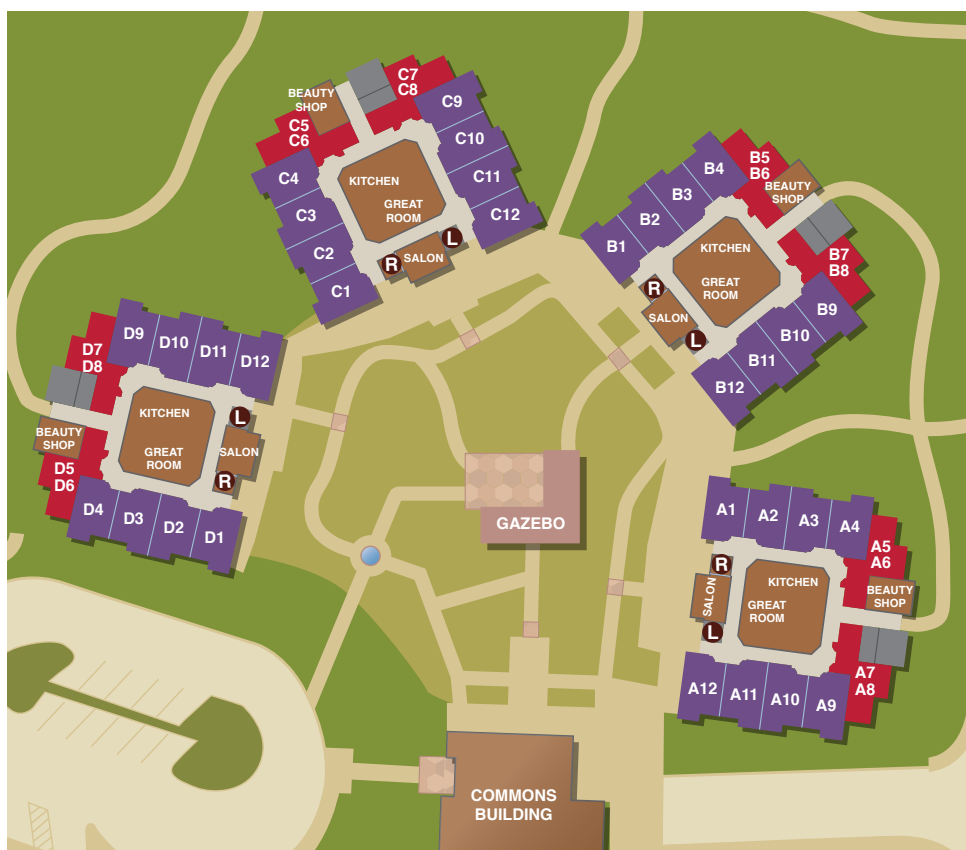 C7
C8
BEAUTY
SHOP
C5
C6
C9
C10
C11
C12
C4
C3
C2
C1
KITCHEN
GREAT
ROOM
R
SALON
L
B5
B6
BEAUTY
SHOP
B4
B3
B2
B1
B7
B8
B9
B10
B11
B12
KITCHEN
GREAT
ROOM
R
SALON
L
D9
D10
D11
D12
D7
D8
BEAUTY
SHOP
D5
D6
D4
D3
D2
D1
KITCHEN
GREAT
ROOM
L
SALON
R
GAZEBO
A1
A2
A3
A4
A5
A6
BEAUTY
SHOP
A7
A8
A9
A10
A11
A12
KITCHEN
GREAT
ROOM
R
SALON
L
COMMONS
BUILDING